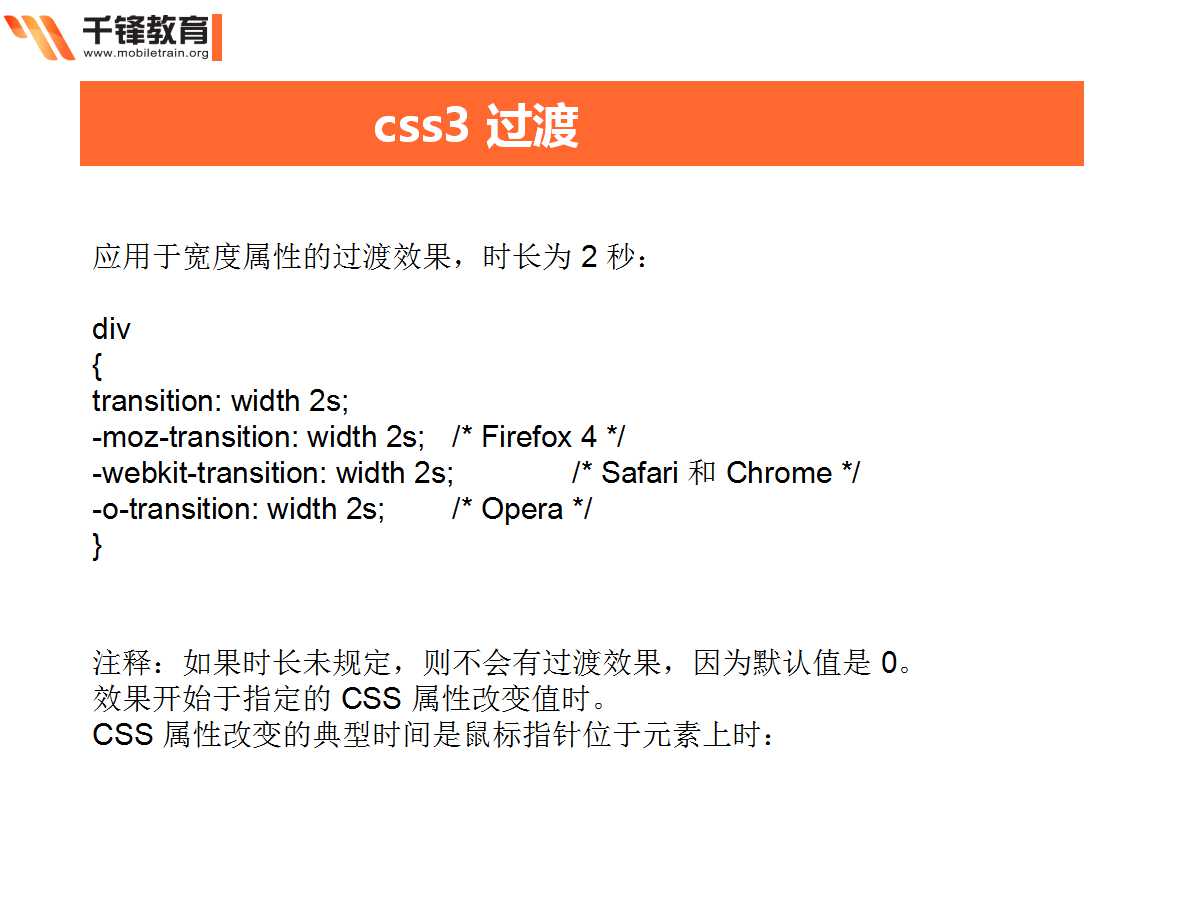 千锋教育
www.mobiletrain.org
css3 过渡
应用于宽度属性的过渡效果，时长为 2 秒：
div
{
transition: width 2s;
-moz-transition: width 2s; /* Firefox 4 */
-webkit-transition: width 2s; /* Safari 和 Chrome */
-o-transition: width 2s; /* Opera */
}
注释：如果时长未规定，则不会有过渡效果，因为默认值是 0。
效果开始于指定的 CSS 属性改变值时。
CSS 属性改变的典型时间是鼠标指针位于元素上时：